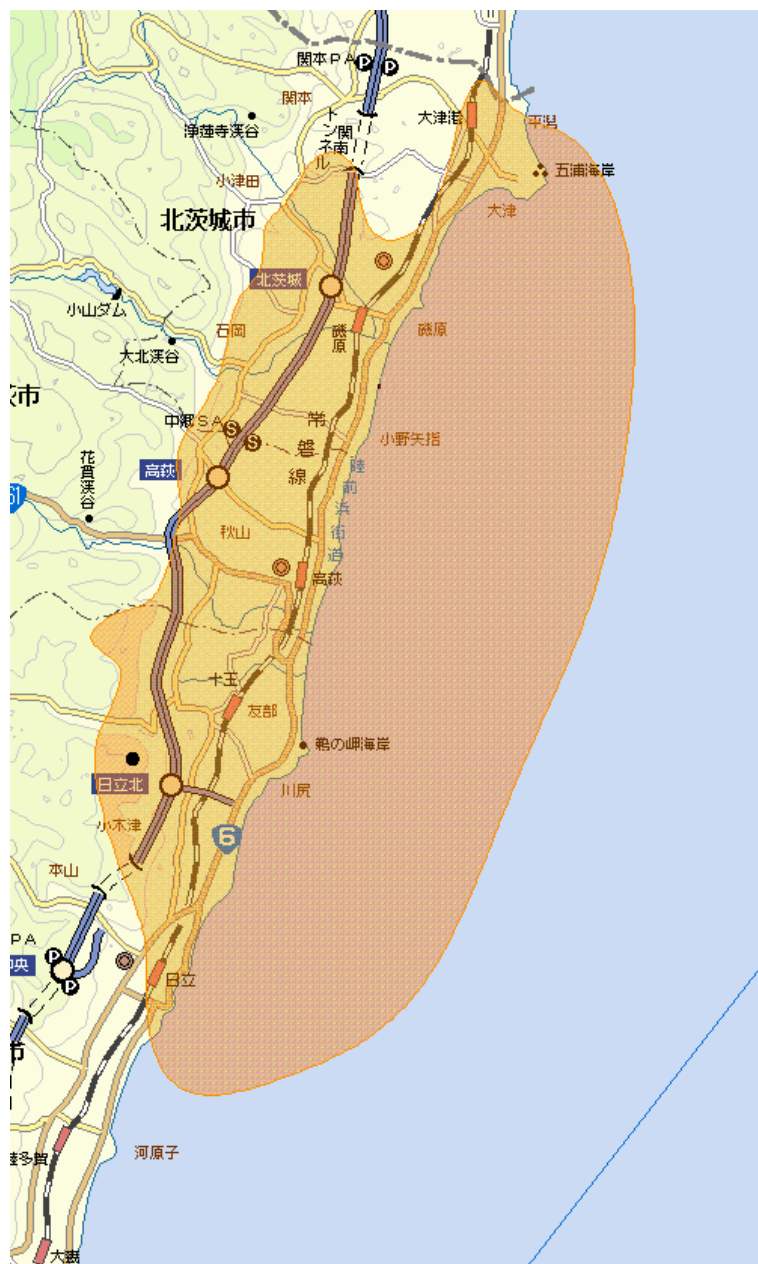 関本PA
関本
大津港
平潟
浄蓮寺渓谷
関南
トンネル
五浦海岸
小津田
大津
北茨城市
北茨城
小山ダム
石岡
磯原
磯原
大北渓谷
中郷SA
常磐線
小野矢指
高萩
花貫渓谷
陸前浜街道
61
秋山
高萩
十王
友部
鵜の岬海岸
日立北
川尻
小木津
6
本山
PA
中央
日立
市
河原子
大甕